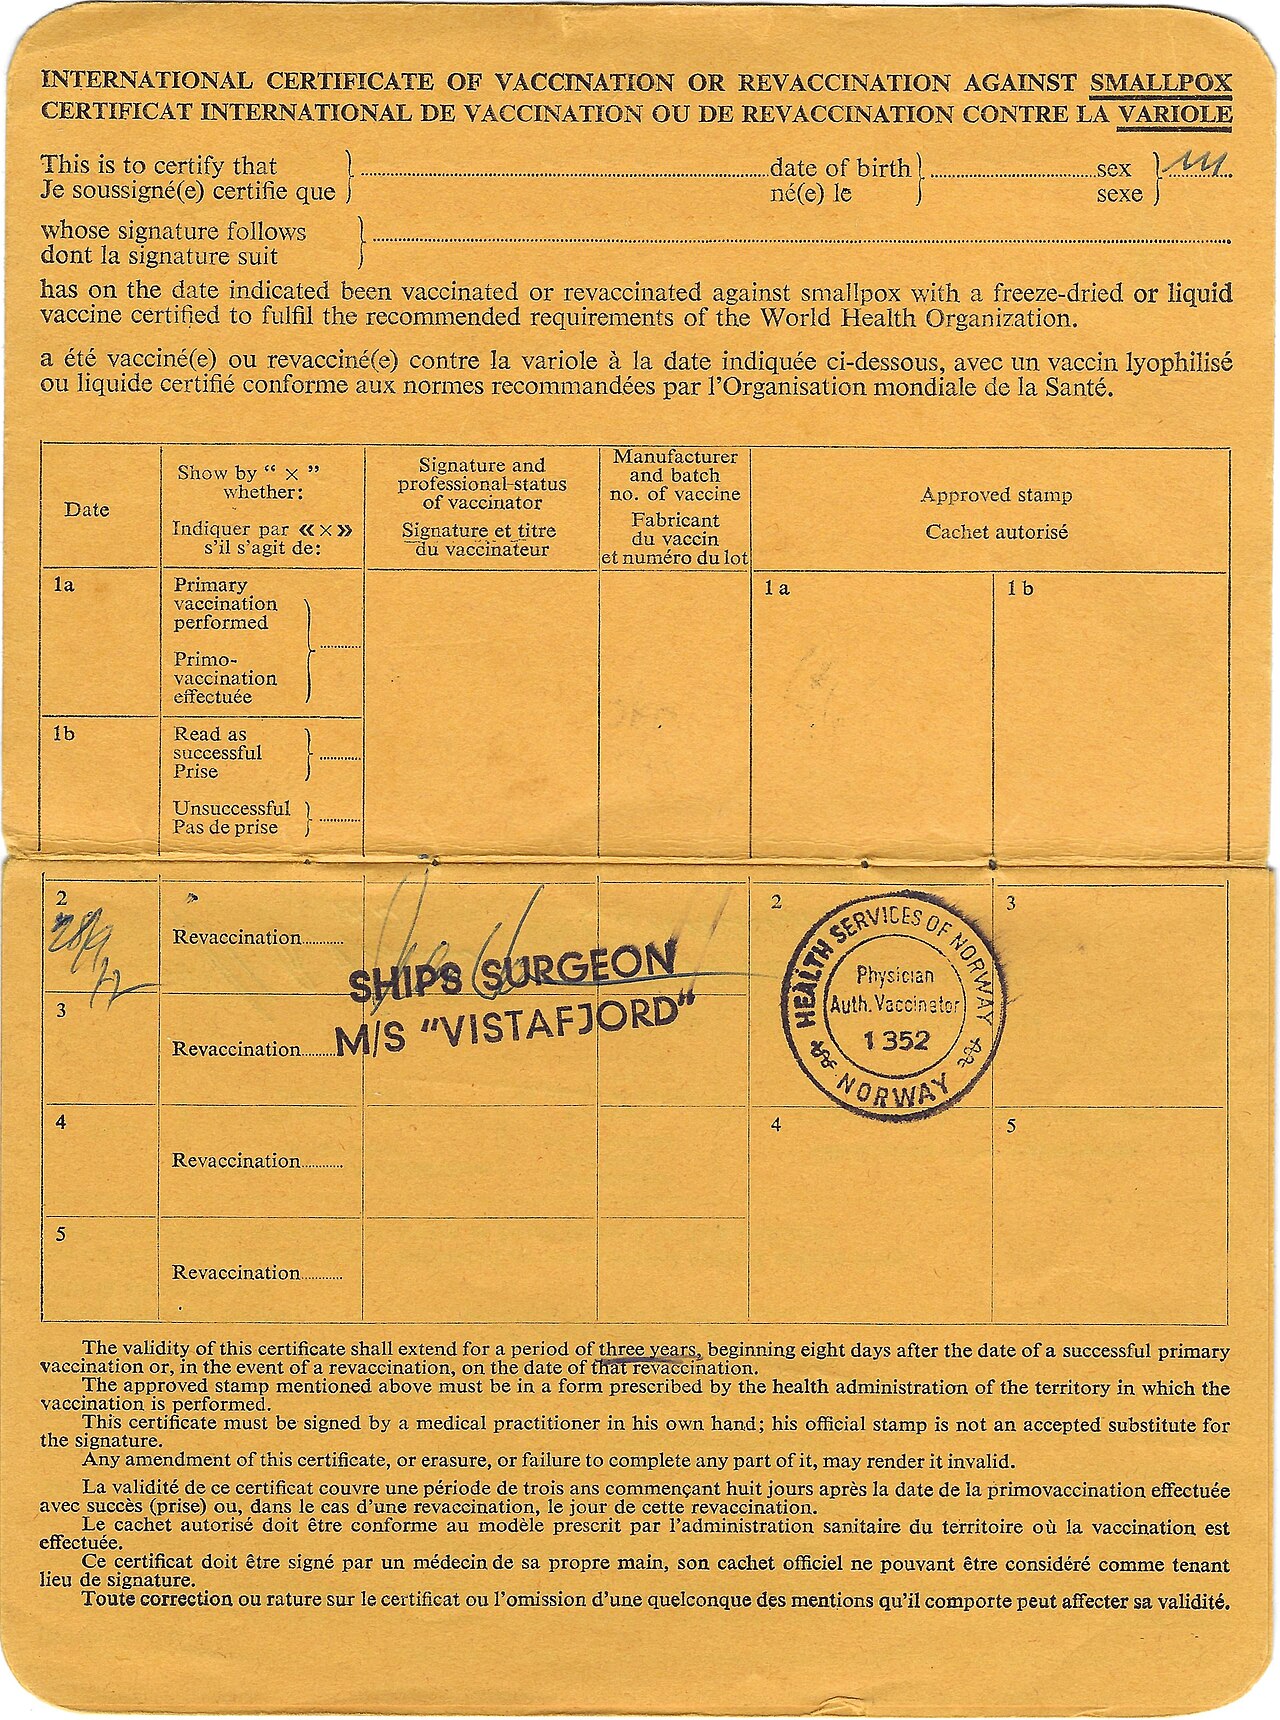 INTERNATIONAL CERTIFICATE OF VACCINATION OR REVACCINATION AGAINST SMALLPOX
CERTIFICAT INTERNATIONAL DE VACCINATION OU DE REVACCINATION CONTRE LA VARIOLE
This is to certify that } date of birth } sex } m
Je soussigné(e) certifie que né(e) le sexe
whose signature follows
dont la signature suit
has on the date indicated been vaccinated or revaccinated against smallpox with a freeze-dried or liquid
vaccine certified to fulfil the recommended requirements of the World Health Organization.
a été vacciné(e) ou revacciné(e) contre la variole à la date indiquée ci-dessous, avec un vaccin lyophilisé
ou liquide certifié conforme aux normes recommandées par l'Organisation mondiale de la Santé.
Date
Show by " × "
whether:
Indiquer par « × »
s'il s'agit de:
Signature and
professional status
of vaccinator
Signature et titre
du vaccinateur
Manufacturer
and batch
no. of vaccine
Fabricant
du vaccin
et numéro du lot
Approved stamp
Cachet autorisé
1a
Primary
vaccination
performed
Primo-
vaccination
effectuée
1 a
1 b
1b
Read as
successful
Prise
Unsuccessful
Pas de prise
2
Revaccination
2
3
SHIPS SURGEON
M/S "VISTAFJORD"
HEALTH SERVICES OF NORWAY
Physician
Auth. Vaccinator
1352
NORWAY
3
Revaccination
4
Revaccination
4
5
5
Revaccination
The validity of this certificate shall extend for a period of three years, beginning eight days after the date of a successful primary
vaccination or, in the event of a revaccination, on the date of that revaccination.
The approved stamp mentioned above must be in a form prescribed by the health administration of the territory in which the
vaccination is performed.
This certificate must be signed by a medical practitioner in his own hand; his official stamp is not an accepted substitute for
the signature.
Any amendment of this certificate, or erasure, or failure to complete any part of it, may render it invalid.
La validité de ce certificat couvre une période de trois ans commençant huit jours après la date de la primovaccination effectuée
avec succès (prise) ou, dans le cas d'une revaccination, le jour de cette revaccination.
Le cachet autorisé doit être conforme au modèle prescrit par l'administration sanitaire du territoire où la vaccination est
effectuée.
Ce certificat doit être signé par un médecin de sa propre main, son cachet officiel ne pouvant être considéré comme tenant
lieu de signature.
Toute correction ou rature sur le certificat ou l'omission d'une quelconque des mentions qu'il comporte peut affecter sa validité.